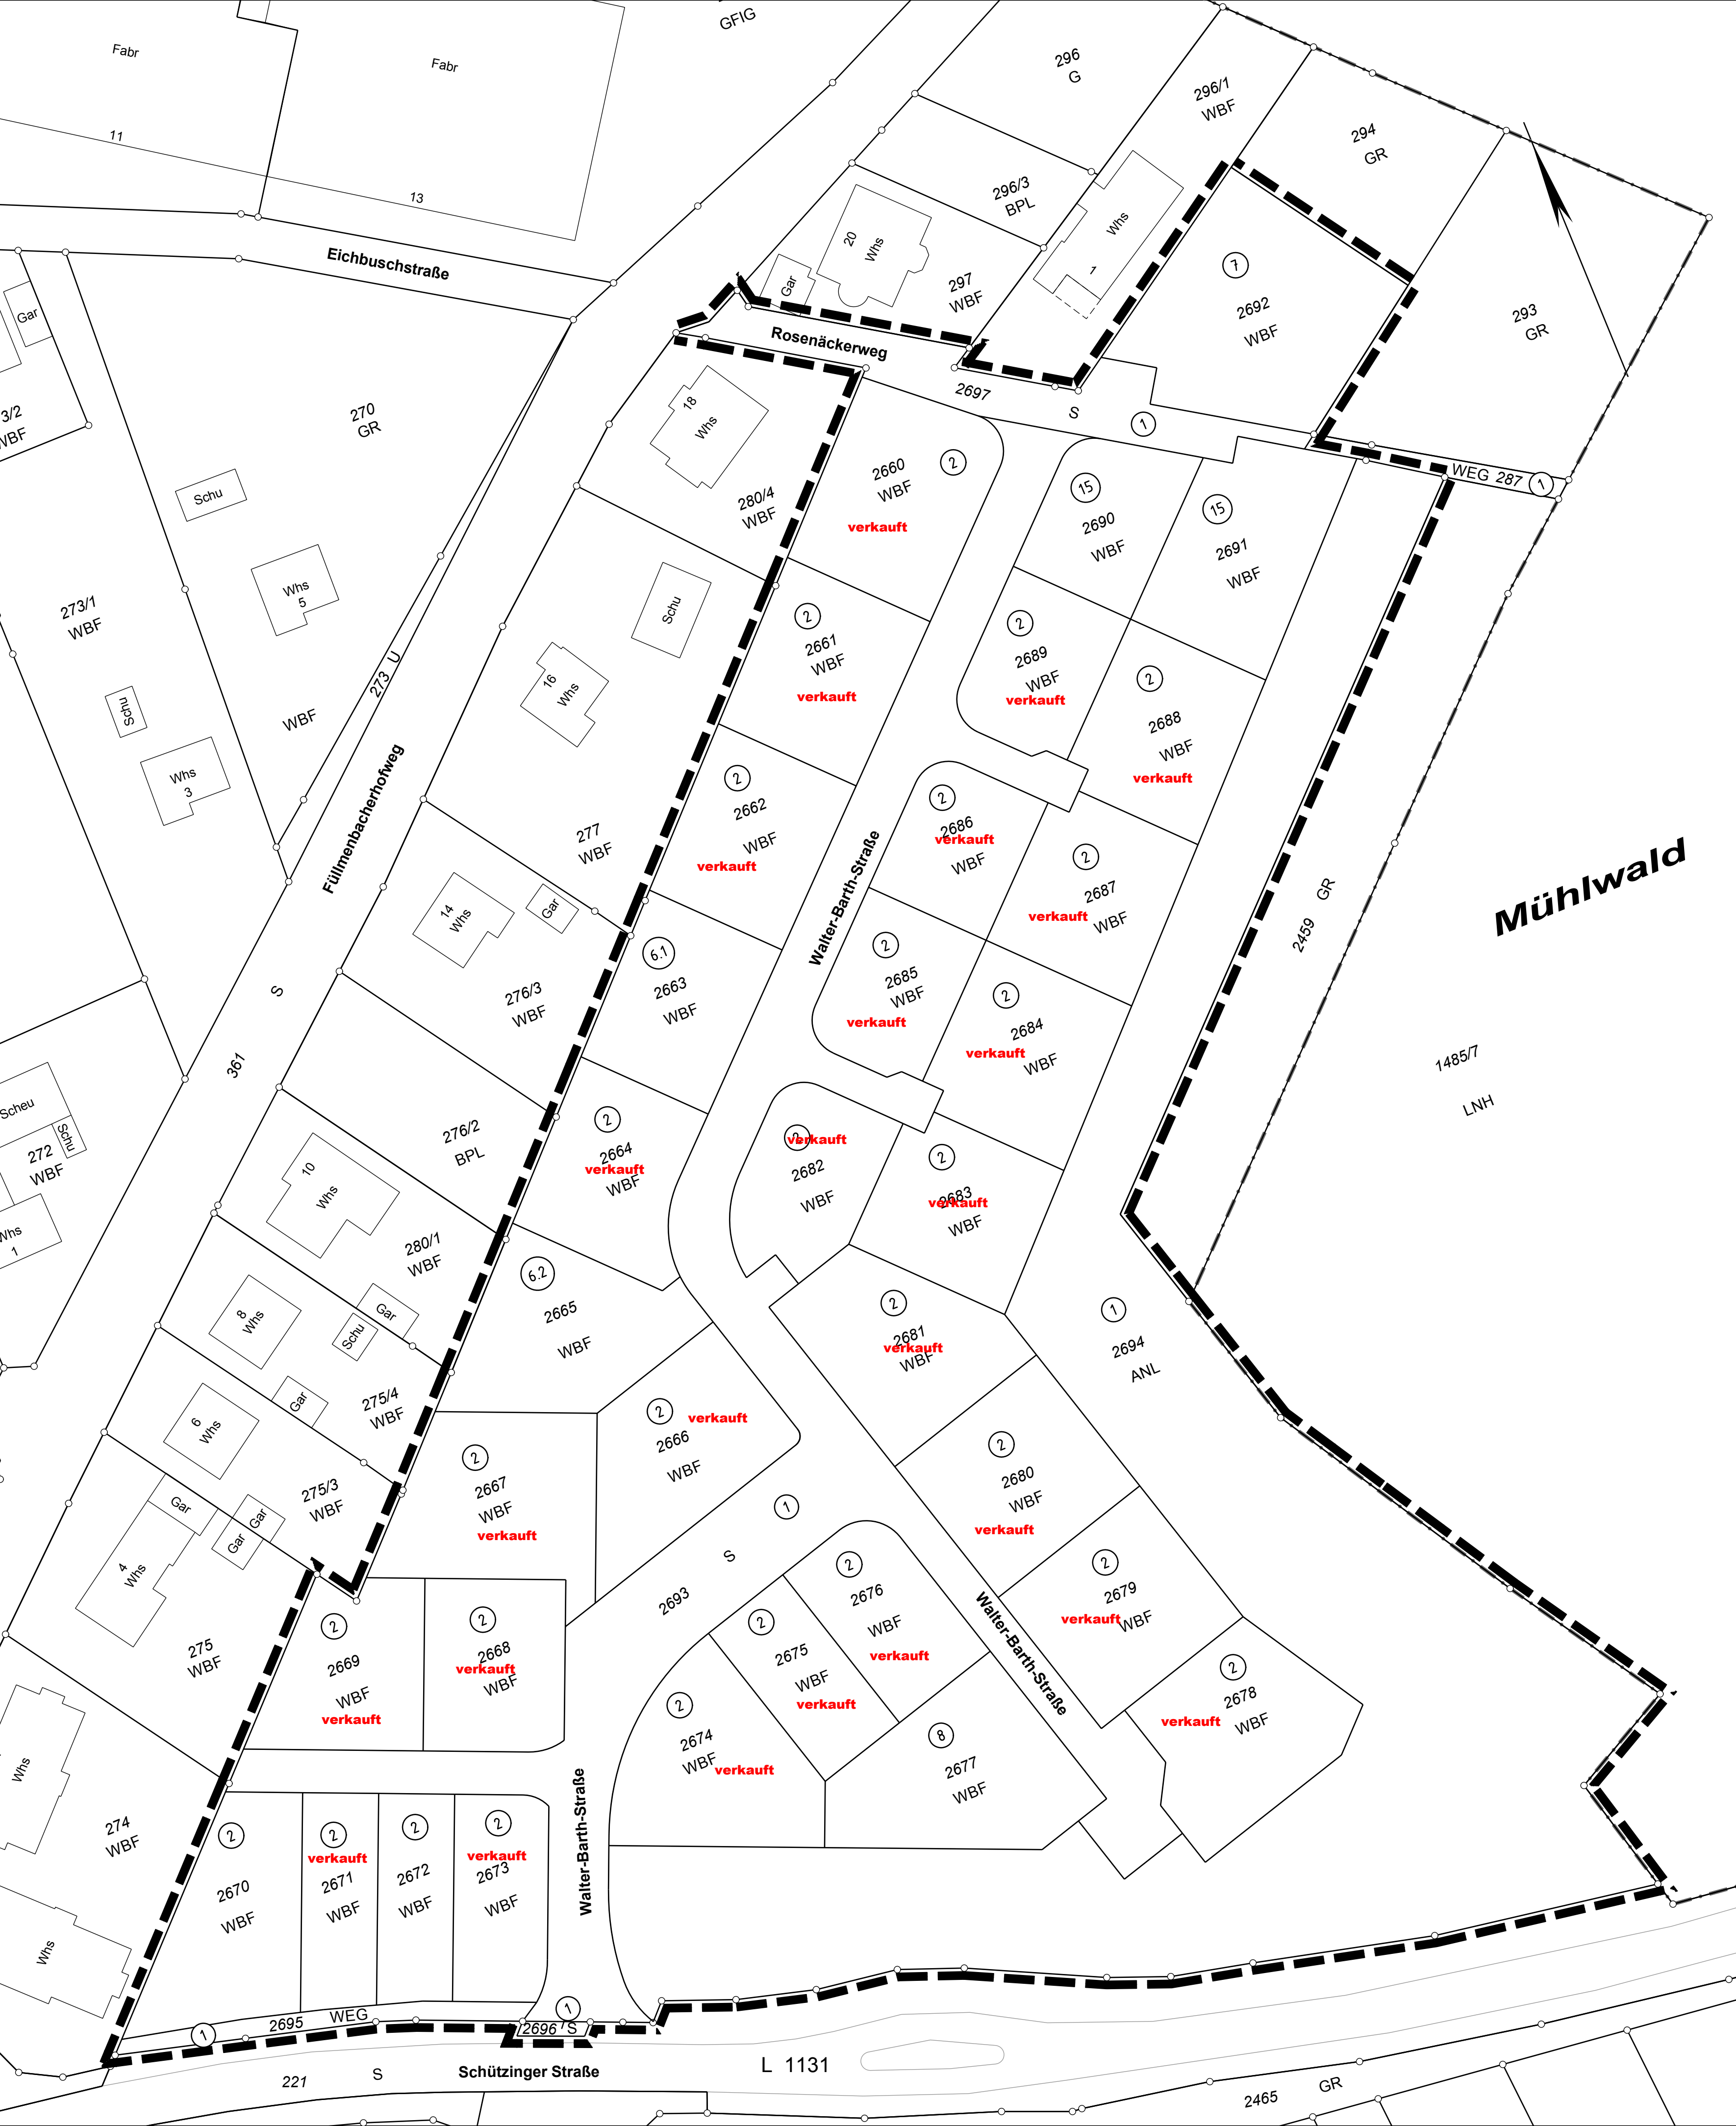 GFIG
Fabr
Fabr
11
13
296
G
296/1
WBF
294
GR
296/3
BPL
Whs
1
20
Whs
Gar
297
WBF
Eichbuschstraße
Rosenäckerweg
7
2692
WBF
293
GR
Gar
3/2
WBF
270
GR
2697
S
1
WEG 287
1
18
Whs
280/4
WBF
2660
WBF
2
verkauft
15
2690
WBF
15
2691
WBF
Schu
Whs
5
Schu
273/1
WBF
2
2661
WBF
verkauft
2
2689
WBF
verkauft
2
2688
WBF
verkauft
273 U
WBF
16
Whs
Schu
Whs
3
Füllmenbacherhofweg
277
WBF
2
2662
WBF
verkauft
Walter-Barth-Straße
2
2686
verkauft
WBF
2
2687
verkauft
WBF
Mühlwald
2459 GR
14
Whs
Gar
276/3
WBF
6.1
2663
WBF
2
2685
WBF
verkauft
2
2684
verkauft
WBF
S
361
1485/7
LNH
Scheu
Schu
272
WBF
Whs
1
276/2
BPL
2
2664
verkauft
WBF
2
verkauft
2682
WBF
2
2683
verkauft
WBF
10
Whs
280/1
WBF
Gar
8
Whs
Schu
6.2
2665
WBF
2
2681
verkauft
WBF
1
2694
ANL
Gar
275/4
WBF
6
Whs
2
2666
verkauft
WBF
2
2667
WBF
verkauft
2
2680
WBF
verkauft
275/3
WBF
Gar
Gar
Gar
4
Whs
1
S
2693
2
2676
WBF
verkauft
2
2679
verkauft
WBF
Walter-Barth-Straße
275
WBF
2
2669
WBF
verkauft
2
2668
verkauft
WBF
2
2675
WBF
verkauft
2
2674
WBF
verkauft
8
2677
WBF
2
2678
verkauft
WBF
Whs
274
WBF
Walter-Barth-Straße
2
2670
WBF
2
verkauft
2671
WBF
2
2672
WBF
2
verkauft
2673
WBF
Whs
1
2695
WEG
1
2696 S
Schützinger Straße
L 1131
221
S
2465
GR